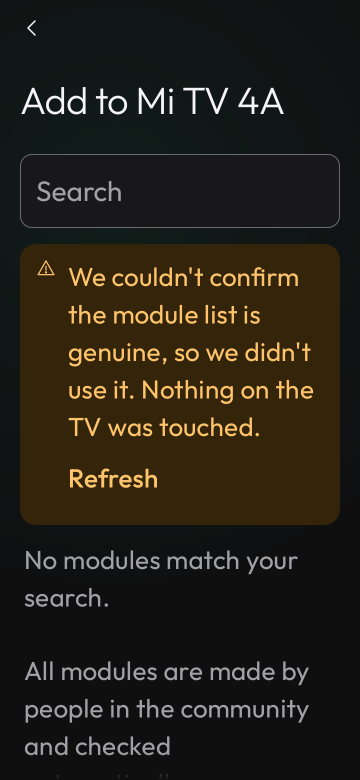 Add to Mi TV 4A
Search
We couldn't confirm
the module list is
genuine, so we didn't
use it. Nothing on the
TV was touched.
Refresh
No modules match your
search.
All modules are made by
people in the community
and checked